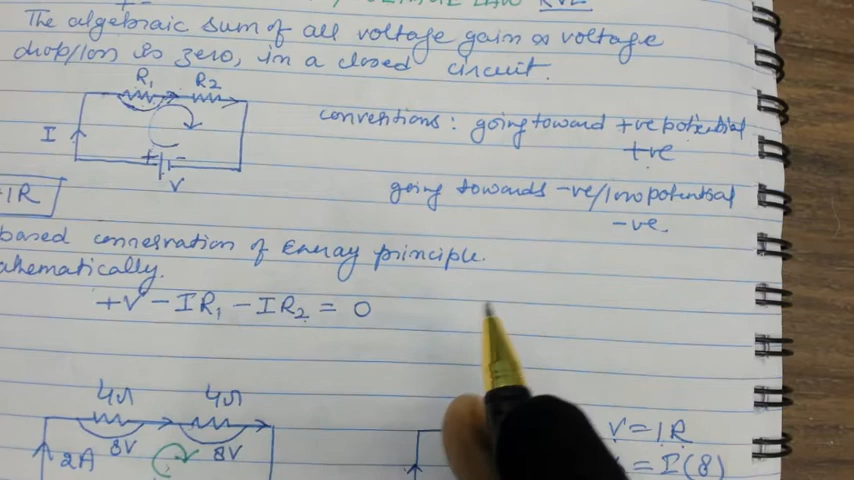 LAW KVL
The algebraic sum of all voltage gain or voltage
drop/loss is zero, in a closed circuit.
R1 R2
I
+ -
V
conventions: going toward +ve potential
+ve
going towards -ve/low potential
-ve.
IR
based conservation of Energy principle.
athematically.
+V - IR1 - IR2 = 0
4Ω 4Ω
8V 8V
2A
V = IR
= I(8)